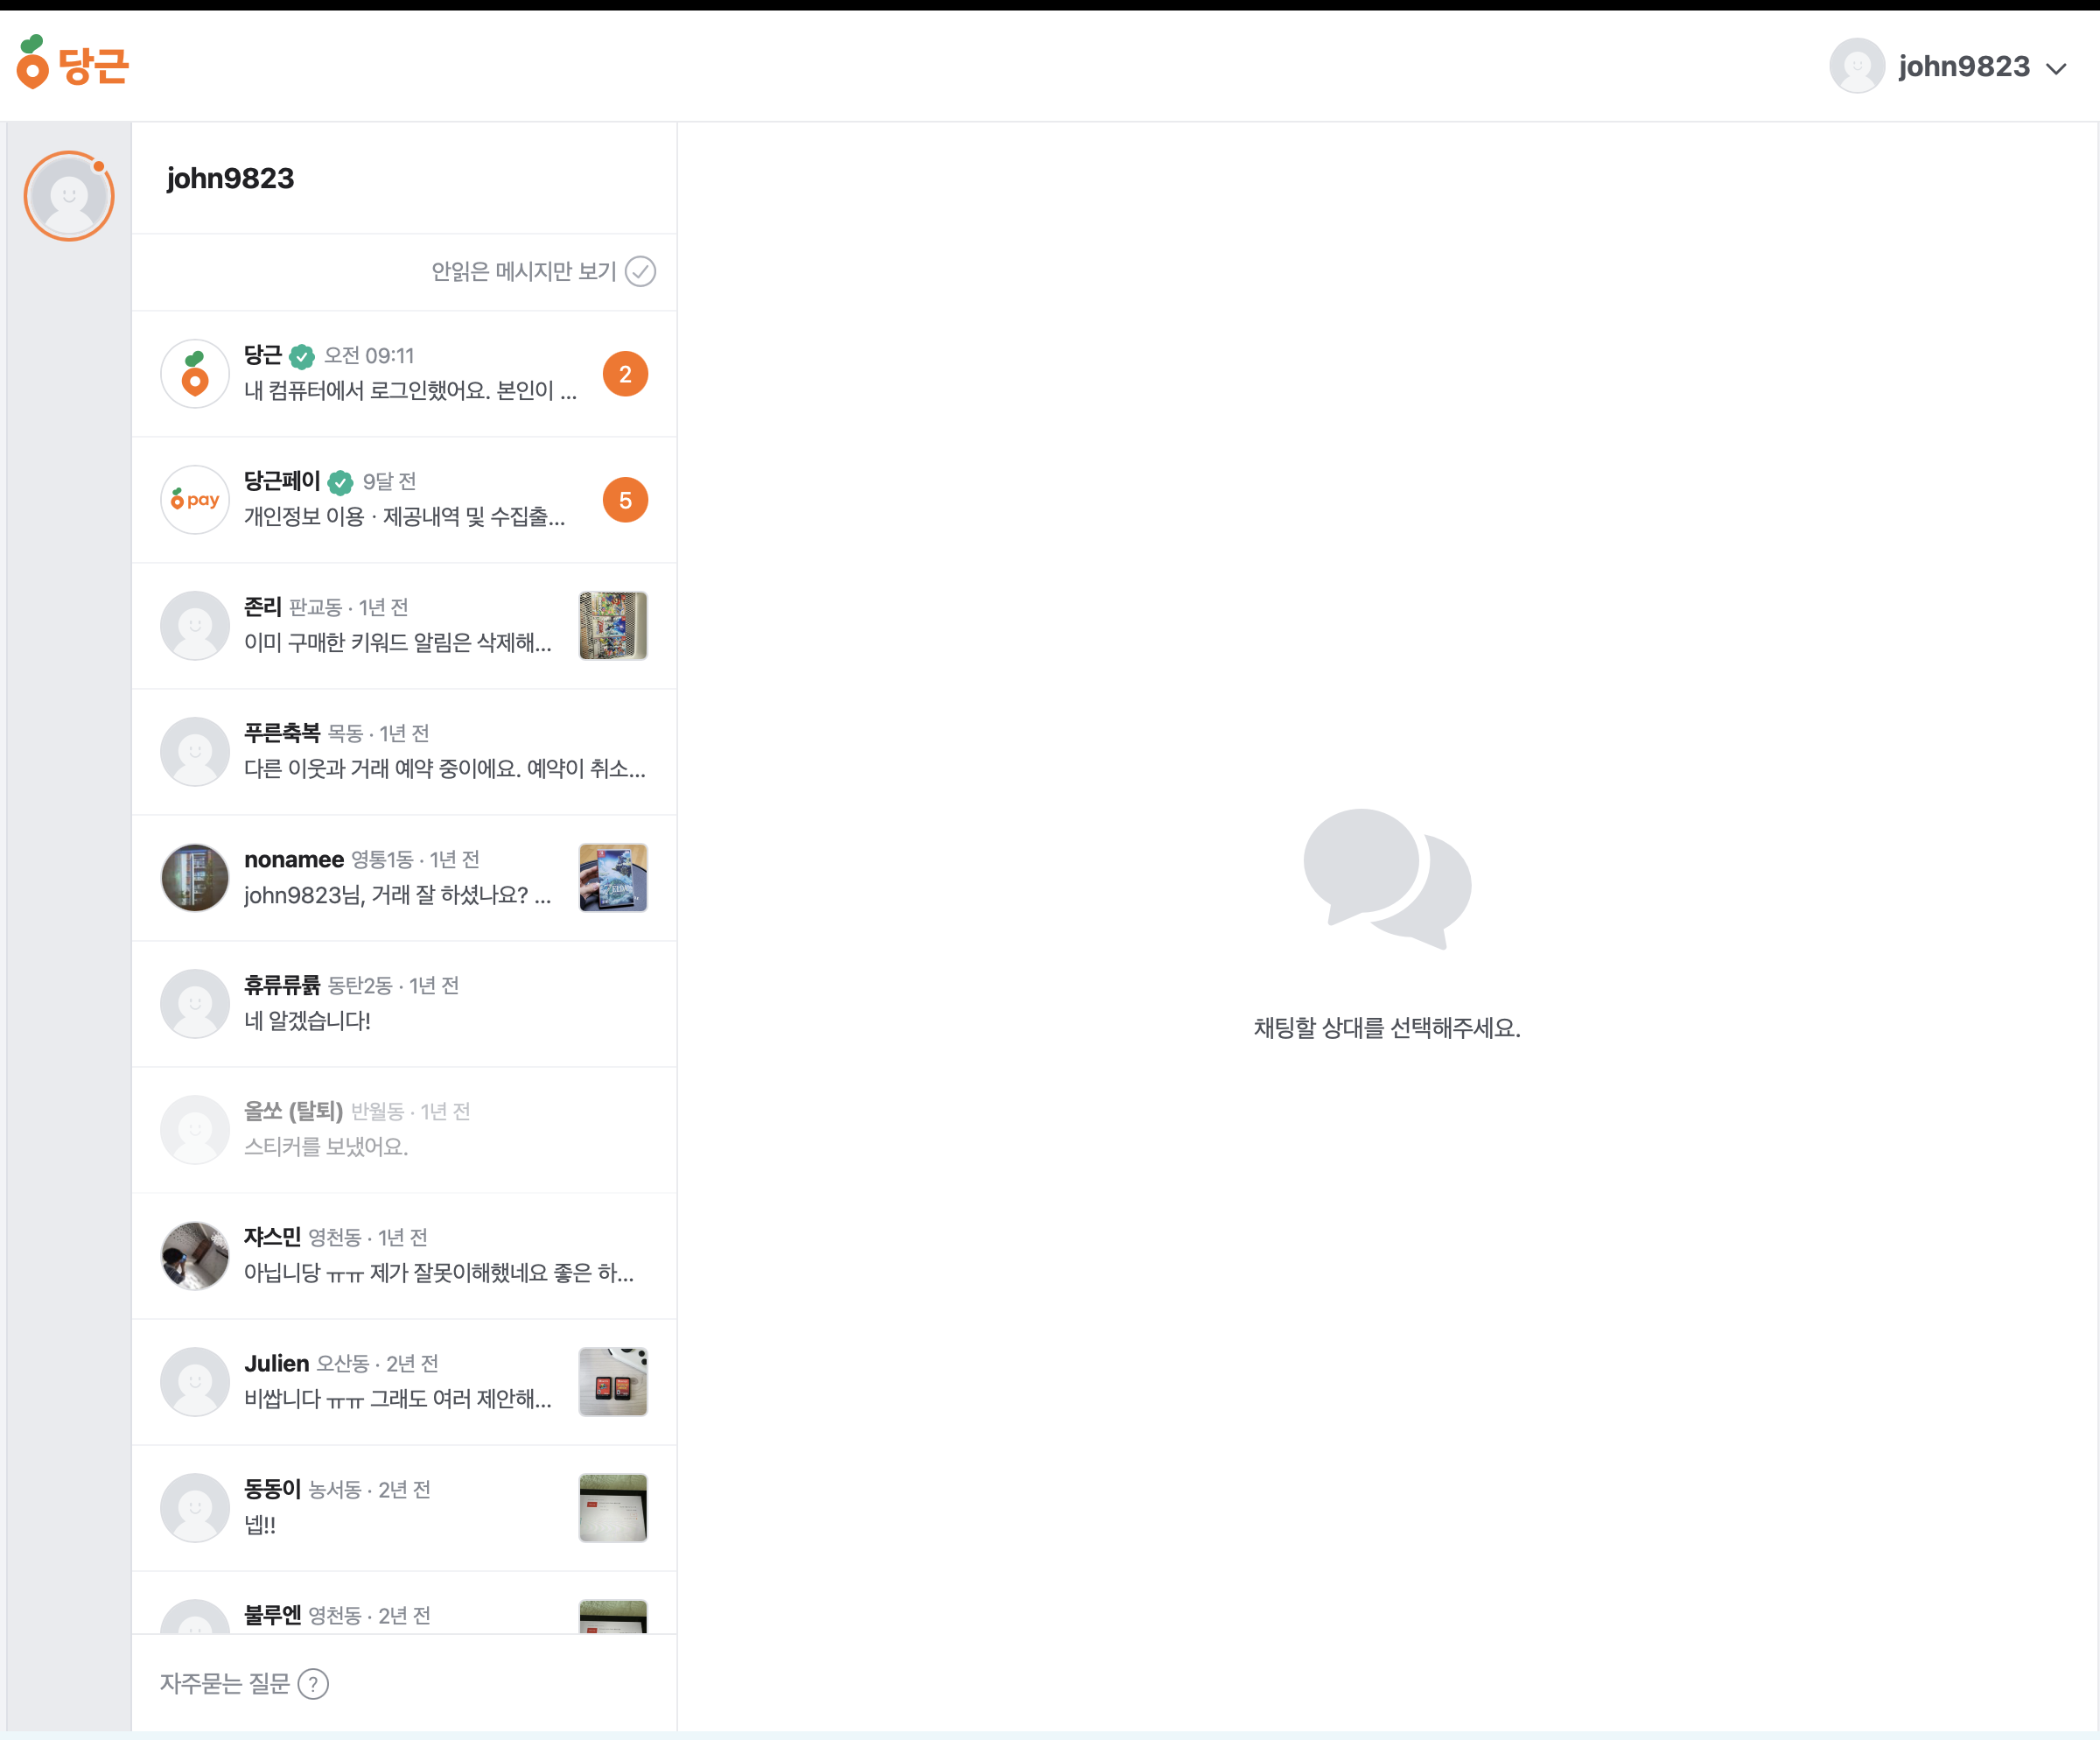 당근
john9823
john9823
안읽은 메시지만 보기
당근 오전 09:11
내 컴퓨터에서 로그인했어요. 본인이 ...
2
pay
당근페이 9달 전
개인정보 이용 · 제공내역 및 수집출...
5
존리 판교동 · 1년 전
이미 구매한 키워드 알림은 삭제해...
푸른축복 목동 · 1년 전
다른 이웃과 거래 예약 중이에요. 예약이 취소...
nonamee 영통1동 · 1년 전
john9823님, 거래 잘 하셨나요? ...
휴류류륡 동탄2동 · 1년 전
네 알겠습니다!
올쏘 (탈퇴) 반월동 · 1년 전
스티커를 보냈어요.
쟈스민 영천동 · 1년 전
아닙니당 ㅠㅠ 제가 잘못이해했네요 좋은 하...
Julien 오산동 · 2년 전
비쌉니다 ㅠㅠ 그래도 여러 제안해...
동동이 농서동 · 2년 전
넵!!
불루엔 영천동 · 2년 전
자주묻는 질문 ?
채팅할 상대를 선택해주세요.